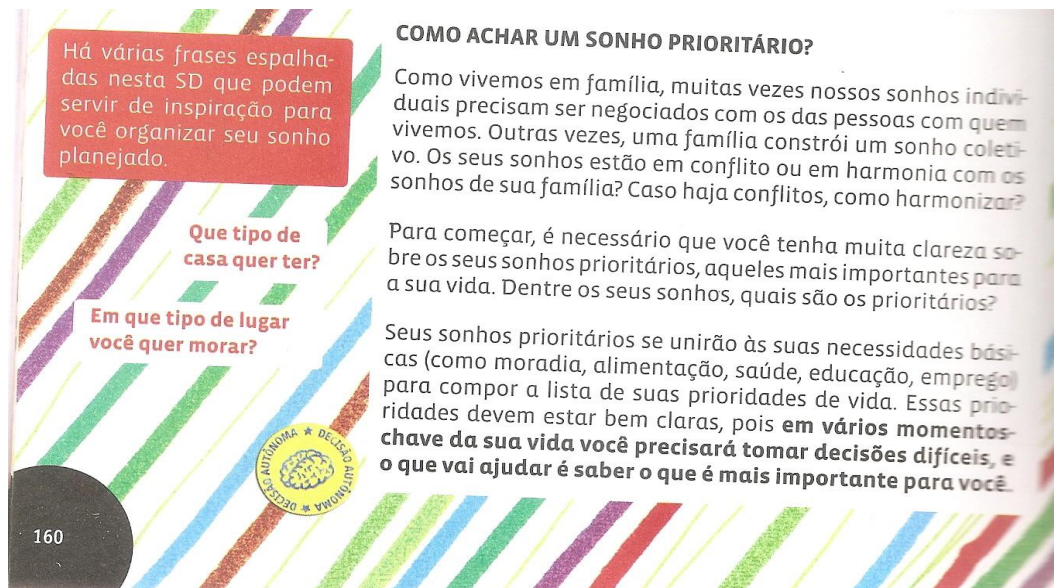 Há várias frases espalha-
das nesta SD que podem
servir de inspiração para
você organizar seu sonho
planejado.
Que tipo de
casa quer ter?
Em que tipo de lugar
você quer morar?
DECISÃO AUTÔNOMA ★ DECISÃO AUTÔNOMA ★
160
COMO ACHAR UM SONHO PRIORITÁRIO?
Como vivemos em família, muitas vezes nossos sonhos indivi-
duais precisam ser negociados com os das pessoas com quem
vivemos. Outras vezes, uma família constrói um sonho coleti-
vo. Os seus sonhos estão em conflito ou em harmonia com os
sonhos de sua família? Caso haja conflitos, como harmonizar?
Para começar, é necessário que você tenha muita clareza so-
bre os seus sonhos prioritários, aqueles mais importantes para
a sua vida. Dentre os seus sonhos, quais são os prioritários?
Seus sonhos prioritários se unirão às suas necessidades bási-
cas (como moradia, alimentação, saúde, educação, emprego)
para compor a lista de suas prioridades de vida. Essas prio-
ridades devem estar bem claras, pois em vários momentos-
chave da sua vida você precisará tomar decisões difíceis, e
o que vai ajudar é saber o que é mais importante para você.